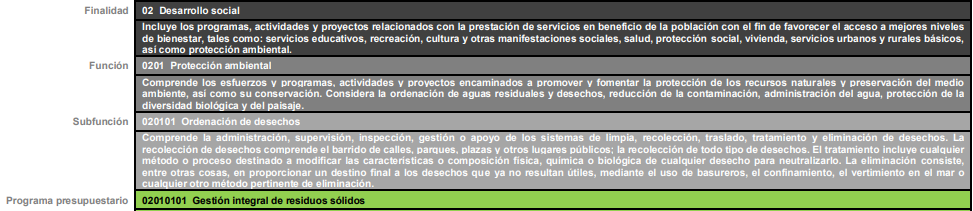 Finalidad 02 Desarrollo social
Incluye los programas, actividades y proyectos relacionados con la prestación de servicios en beneficio de la población con el fin de favorecer el acceso a mejores niveles
de bienestar, tales como: servicios educativos, recreación, cultura y otras manifestaciones sociales, salud, protección social, vivienda, servicios urbanos y rurales básicos,
así como protección ambiental.
Función 0201 Protección ambiental
Comprende los esfuerzos y programas, actividades y proyectos encaminados a promover y fomentar la protección de los recursos naturales y preservación del medio
ambiente, así como su conservación. Considera la ordenación de aguas residuales y desechos, reducción de la contaminación, administración del agua, protección de la
diversidad biológica y del paisaje.
Subfunción 020101 Ordenación de desechos
Comprende la administración, supervisión, inspección, gestión o apoyo de los sistemas de limpia, recolección, traslado, tratamiento y eliminación de desechos. La
recolección de desechos comprende el barrido de calles, parques, plazas y otros lugares públicos; la recolección de todo tipo de desechos. El tratamiento incluye cualquier
método o proceso destinado a modificar las características o composición física, química o biológica de cualquier desecho para neutralizarlo. La eliminación consiste,
entre otras cosas, en proporcionar un destino final a los desechos que ya no resultan útiles, mediante el uso de basureros, el confinamiento, el vertimiento en el mar o
cualquier otro método pertinente de eliminación.
Programa presupuestario 02010101 Gestión integral de residuos sólidos